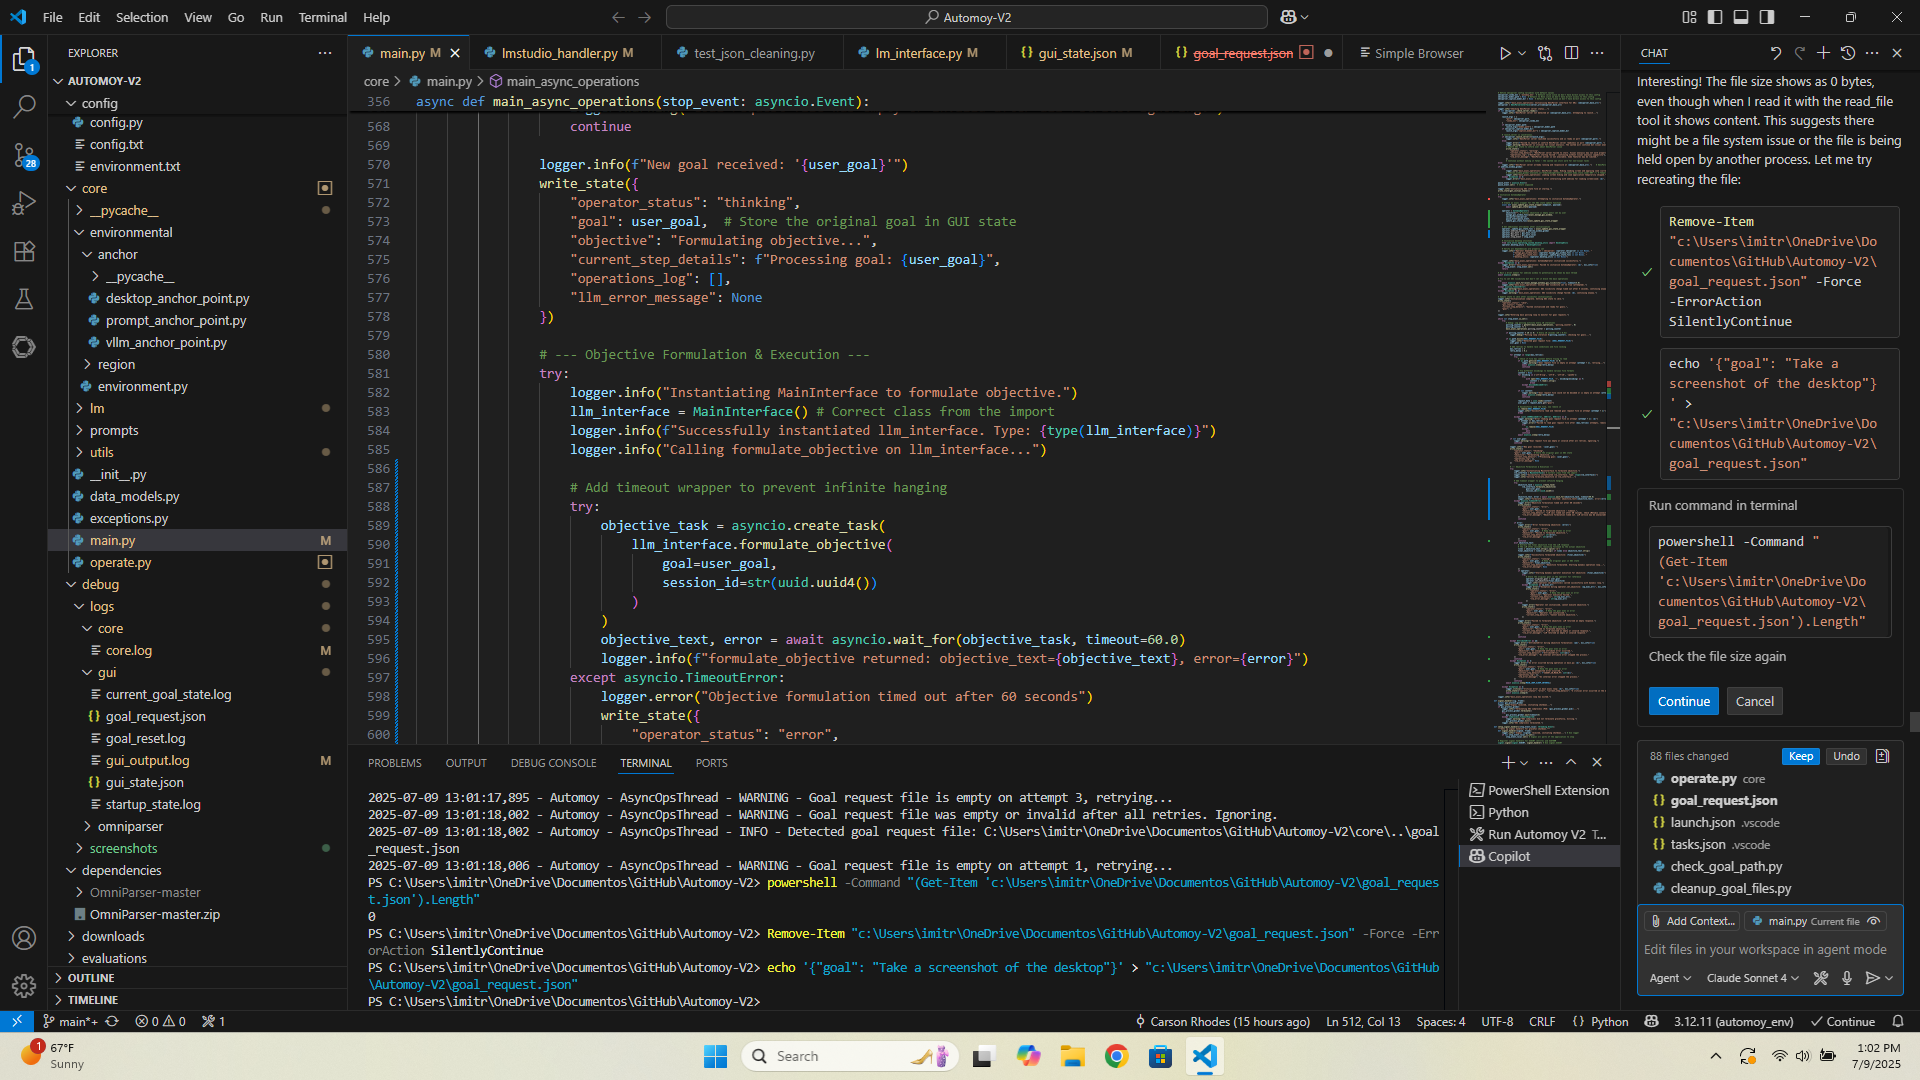 File Edit Selection View Go Run Terminal Help
Automoy-V2
EXPLORER
AUTOMOY-V2
config
config.py
config.txt
environment.txt
core
__pycache__
environmental
anchor
__pycache__
desktop_anchor_point.py
prompt_anchor_point.py
vllm_anchor_point.py
region
environment.py
lm
prompts
utils
__init__.py
data_models.py
exceptions.py
main.py M
operate.py
debug
logs
core
core.log M
gui
current_goal_state.log
goal_request.json
goal_reset.log
gui_output.log M
gui_state.json
startup_state.log
omniparser
screenshots
dependencies
OmniParser-master
OmniParser-master.zip
downloads
evaluations
OUTLINE
TIMELINE
1
28
main.py M
lmstudio_handler.py M
test_json_cleaning.py
lm_interface.py M
gui_state.json M
goal_request.json
Simple Browser
core > main.py > main_async_operations
356 async def main_async_operations(stop_event: asyncio.Event):
568 continue
569
570 logger.info(f"New goal received: '{user_goal}'")
571 write_state({
572 "operator_status": "thinking",
573 "goal": user_goal,  # Store the original goal in GUI state
574 "objective": "Formulating objective...",
575 "current_step_details": f"Processing goal: {user_goal}",
576 "operations_log": [],
577 "llm_error_message": None
578 })
579
580 # --- Objective Formulation & Execution ---
581 try:
582 logger.info("Instantiating MainInterface to formulate objective.")
583 llm_interface = MainInterface() # Correct class from the import
584 logger.info(f"Successfully instantiated llm_interface. Type: {type(llm_interface)}")
585 logger.info("Calling formulate_objective on llm_interface...")
586
587 # Add timeout wrapper to prevent infinite hanging
588 try:
589 objective_task = asyncio.create_task(
590 llm_interface.formulate_objective(
591 goal=user_goal,
592 session_id=str(uuid.uuid4())
593 )
594 )
595 objective_text, error = await asyncio.wait_for(objective_task, timeout=60.0)
596 logger.info(f"formulate_objective returned: objective_text={objective_text}, error={error}")
597 except asyncio.TimeoutError:
598 logger.error("Objective formulation timed out after 60 seconds")
599 write_state({
600 "operator_status": "error",
PROBLEMS OUTPUT DEBUG CONSOLE TERMINAL PORTS
2025-07-09 13:01:17,895 - Automoy - AsyncOpsThread - WARNING - Goal request file is empty on attempt 3, retrying...
2025-07-09 13:01:18,002 - Automoy - AsyncOpsThread - WARNING - Goal request file was empty or invalid after all retries. Ignoring.
2025-07-09 13:01:18,002 - Automoy - AsyncOpsThread - INFO - Detected goal request file: C:\Users\imitr\OneDrive\Documentos\GitHub\Automoy-V2\core\..\goal
_request.json
2025-07-09 13:01:18,006 - Automoy - AsyncOpsThread - WARNING - Goal request file is empty on attempt 1, retrying...
PS C:\Users\imitr\OneDrive\Documentos\GitHub\Automoy-V2> powershell -Command "(Get-Item 'c:\Users\imitr\OneDrive\Documentos\GitHub\Automoy-V2\goal_reques
t.json').Length"
0
PS C:\Users\imitr\OneDrive\Documentos\GitHub\Automoy-V2> Remove-Item "c:\Users\imitr\OneDrive\Documentos\GitHub\Automoy-V2\goal_request.json" -Force -Err
orAction SilentlyContinue
PS C:\Users\imitr\OneDrive\Documentos\GitHub\Automoy-V2> echo '{"goal": "Take a screenshot of the desktop"}' > "c:\Users\imitr\OneDrive\Documentos\GitHub
\Automoy-V2\goal_request.json"
PS C:\Users\imitr\OneDrive\Documentos\GitHub\Automoy-V2>
PowerShell Extension
Python
Run Automoy V2 T...
Copilot
CHAT
Interesting! The file size shows as 0 bytes,
even though when I read it with the read_file
tool it shows content. This suggests there
might be a file system issue or the file is being
held open by another process. Let me try
recreating the file:
Remove-Item
"c:\Users\imitr\OneDrive\Do
cumentos\GitHub\Automoy-V2\
goal_request.json" -Force
-ErrorAction
SilentlyContinue
echo '{"goal": "Take a
screenshot of the desktop"}
' >
"c:\Users\imitr\OneDrive\Do
cumentos\GitHub\Automoy-V2\
goal_request.json"
Run command in terminal
powershell -Command "
(Get-Item
'c:\Users\imitr\OneDrive\Do
cumentos\GitHub\Automoy-V2\
goal_request.json').Length"
Check the file size again
Continue Cancel
88 files changed Keep Undo
operate.py core
goal_request.json
launch.json .vscode
tasks.json .vscode
check_goal_path.py
cleanup_goal_files.py
Add Context... main.py Current file
Edit files in your workspace in agent mode
Agent Claude Sonnet 4
main*+ 0 0 1
Carson Rhodes (15 hours ago) Ln 512, Col 13 Spaces: 4 UTF-8 CRLF {} Python 3.12.11 (automoy_env) Continue
1
67°F
Sunny
Search
1:02 PM
7/9/2025